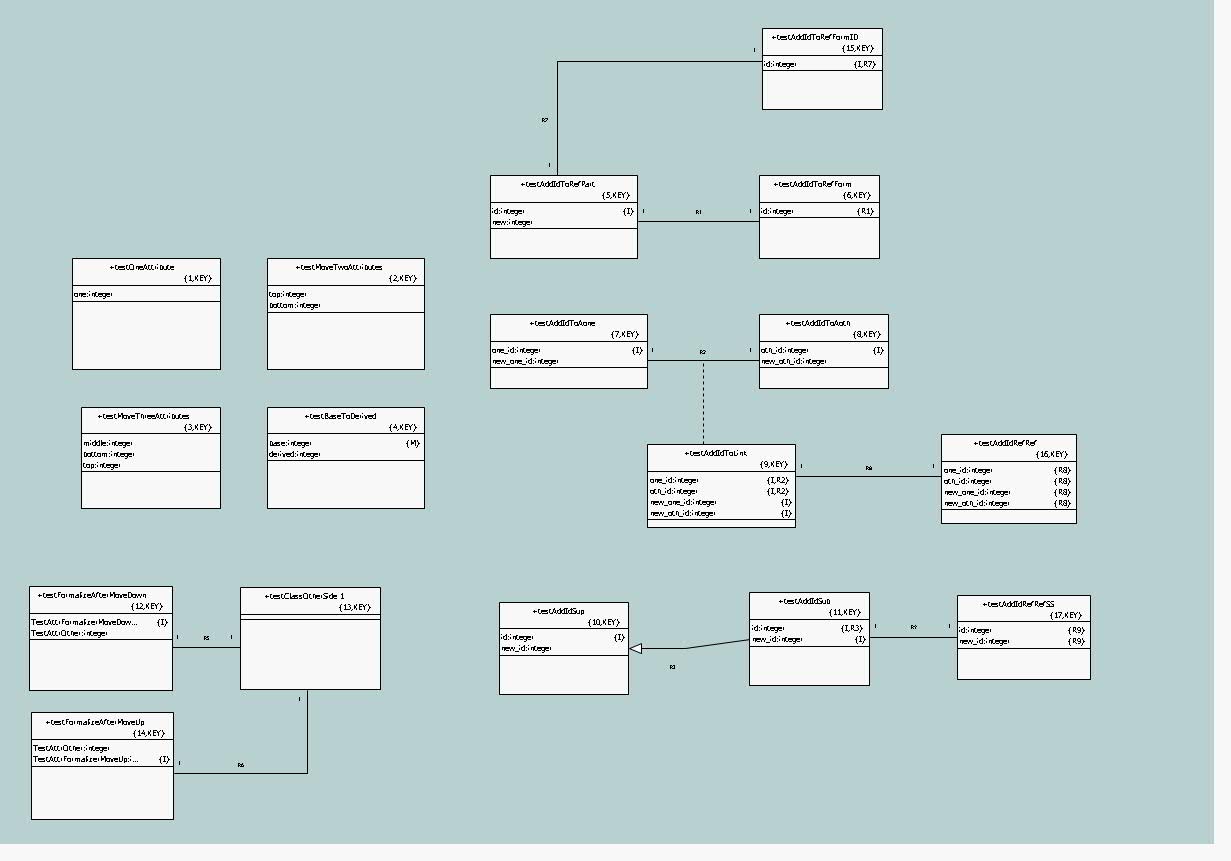 +testAddIdToRefFormID
{15,KEY}
id:integer {I,R7}
1
R7
1
+testAddIdToRefPart
{5,KEY}
id:integer {I}
new:integer
1 R1 1
+testAddIdToRefForm
{6,KEY}
id:integer {R1}
+testOneAttribute
{1,KEY}
one:integer
+testMoveTwoAttributes
{2,KEY}
top:integer
bottom:integer
+testAddIdToAone
{7,KEY}
one_id:integer {I}
new_one_id:integer
1 R2 1
+testAddIdToAoth
{8,KEY}
oth_id:integer {I}
new_oth_id:integer
+testMoveThreeAttributes
{3,KEY}
middle:integer
bottom:integer
top:integer
+testBaseToDerived
{4,KEY}
base:integer {M}
derived:integer
+testAddIdToLink
{9,KEY}
one_id:integer {I,R2}
oth_id:integer {I,R2}
new_one_id:integer {I}
new_oth_id:integer {I}
1 R8 1
+testAddIdRefRef
{16,KEY}
one_id:integer {R8}
oth_id:integer {R8}
new_one_id:integer {R8}
new_oth_id:integer {R8}
+testFormalizeAfterMoveDown
{12,KEY}
TestAttrFormalizerMoveDow... {I}
TestAttrOther:integer
1 R5 1
+testClassOtherSide 1
{13,KEY}
+testAddIdSup
{10,KEY}
id:integer {I}
new_id:integer
R3
+testAddIdSub
{11,KEY}
id:integer {I,R3}
new_id:integer {I}
1 R9 1
+testAddIdRefRefSS
{17,KEY}
id:integer {R9}
new_id:integer {R9}
1
+testFormalizeAfterMoveUp
{14,KEY}
TestAttrOther:integer
TestAttrFormalizerMoveUp:i... {I}
1 R6